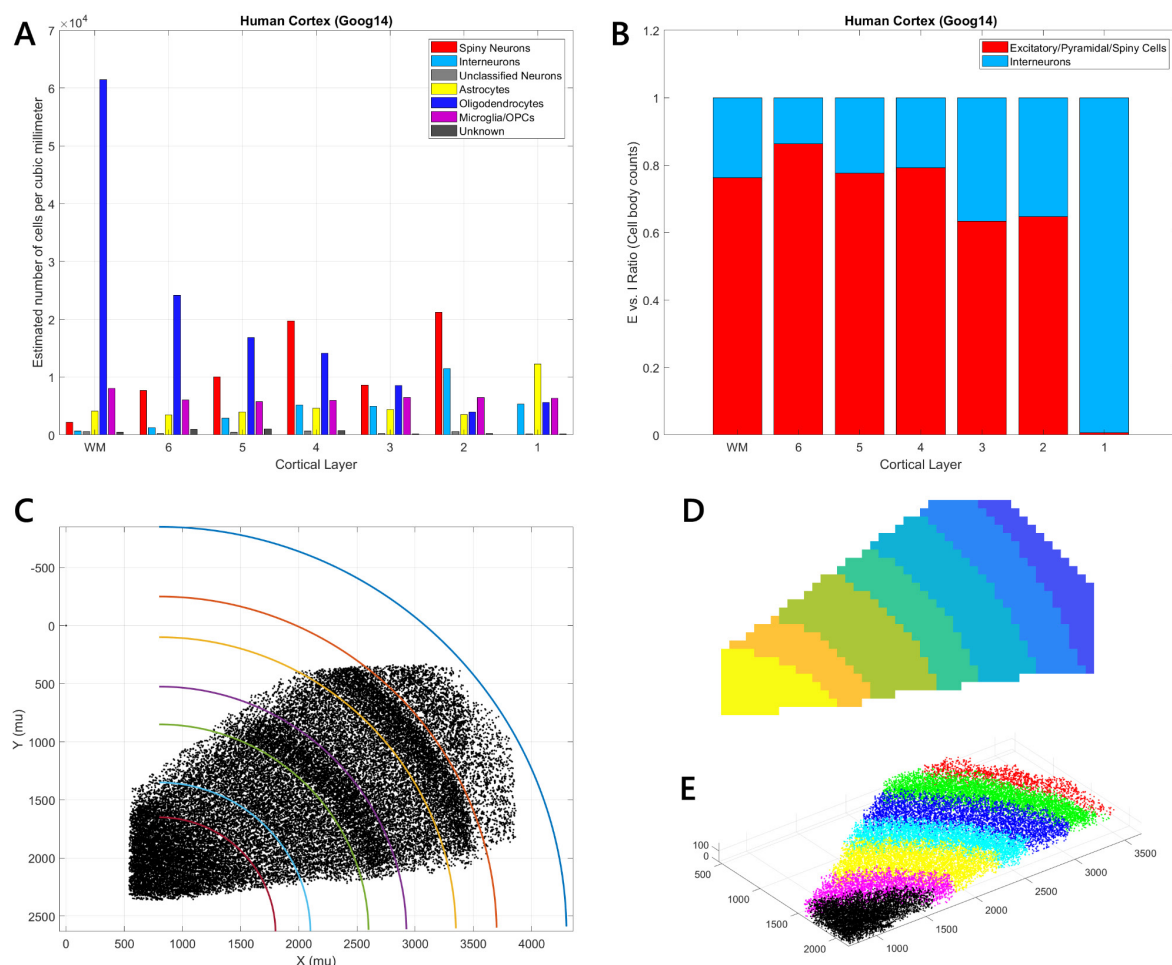 A
Human Cortex (Goog14)
×10⁴
7
6
5
4
3
2
1
0
Estimated number of cells per cubic millimeter
Spiny Neurons
Interneurons
Unclassified Neurons
Astrocytes
Oligodendrocytes
Microglia/OPCs
Unknown
WM 6 5 4 3 2 1
Cortical Layer
B
Human Cortex (Goog14)
1.2
1
0.8
0.6
0.4
0.2
0
E vs. I Ratio (Cell body counts)
Excitatory/Pyramidal/Spiny Cells
Interneurons
WM 6 5 4 3 2 1
Cortical Layer
C
-500
0
500
1000
1500
2000
2500
Y (mu)
0 500 1000 1500 2000 2500 3000 3500 4000
X (mu)
D
E
100
0
500
1000
1500
2000
1000
1500
2000
2500
3000
3500